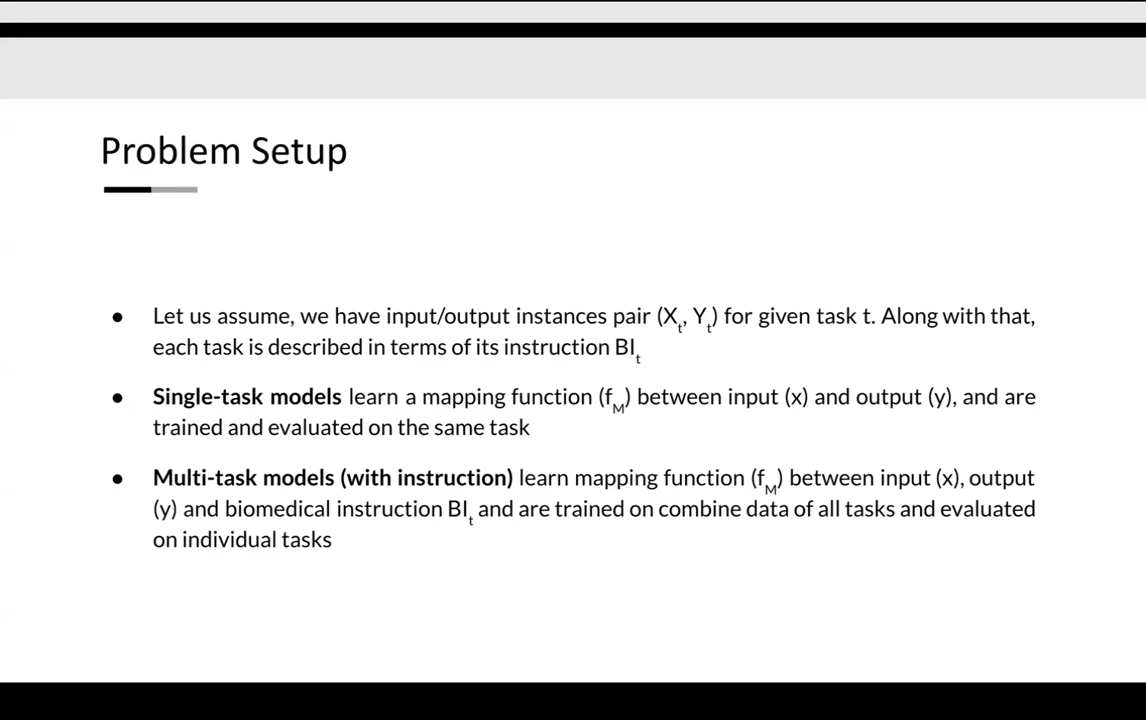 Problem Setup
● Let us assume, we have input/output instances pair (Xₜ, Yₜ) for given task t. Along with that,
each task is described in terms of its instruction BIₜ
● Single-task models learn a mapping function (f_M) between input (x) and output (y), and are
trained and evaluated on the same task
● Multi-task models (with instruction) learn mapping function (f_M) between input (x), output
(y) and biomedical instruction BIₜ and are trained on combine data of all tasks and evaluated
on individual tasks